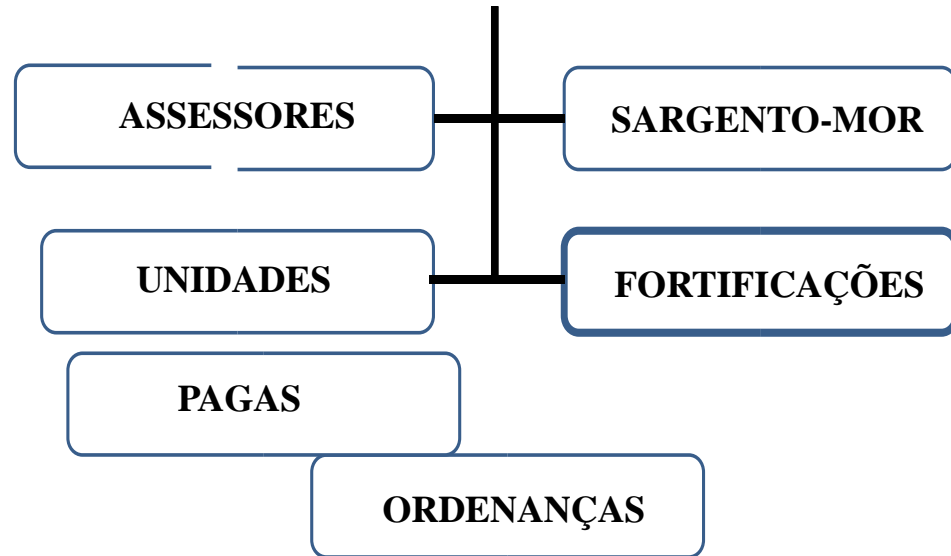 ASSESSORES
SARGENTO-MOR
UNIDADES
FORTIFICAÇÕES
PAGAS
ORDENANÇAS